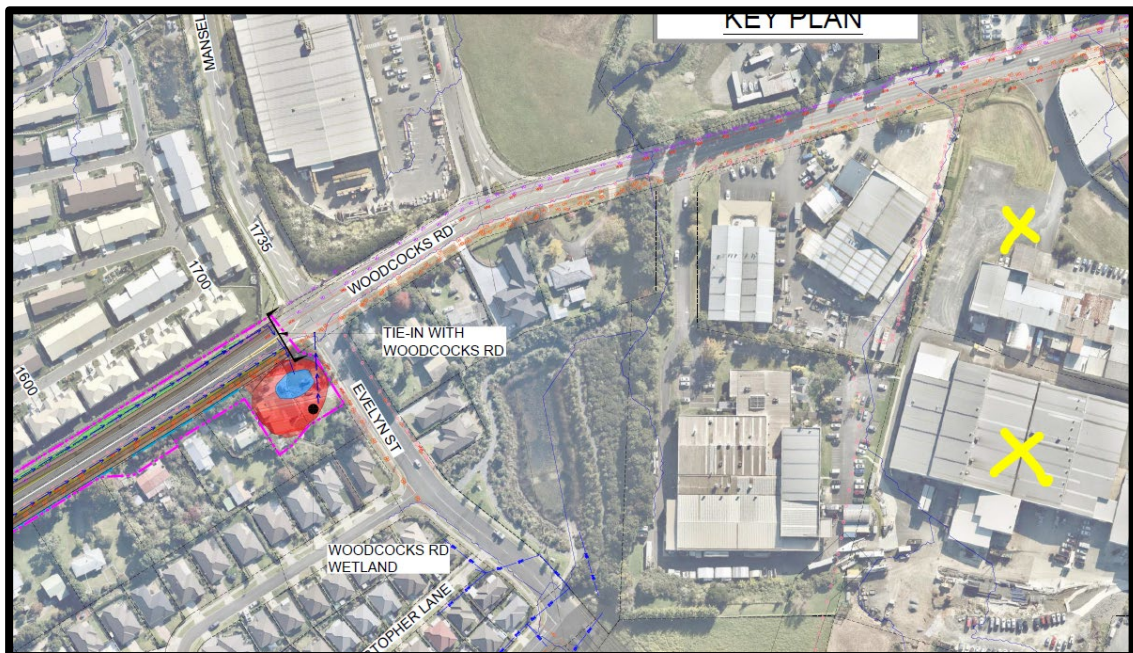 KEY PLAN
MANSEL
1735
1700
1600
WOODCOCKS RD
TIE-IN WITH
WOODCOCKS RD
EVELYN ST
WOODCOCKS RD
WETLAND
STOPHER LANE